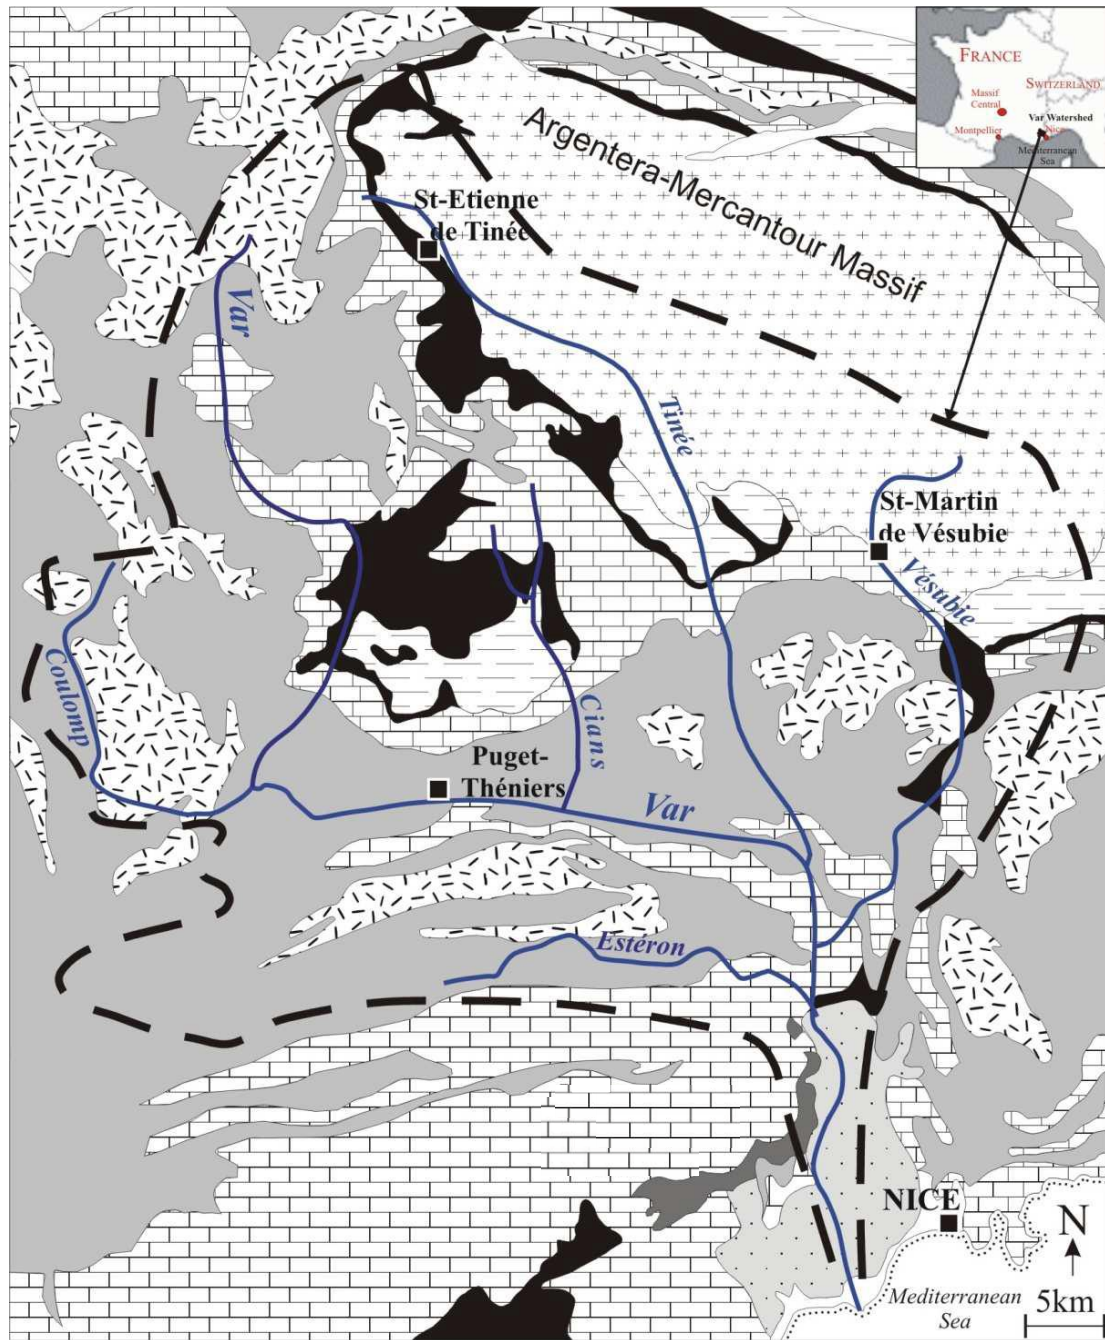 FRANCE
SWITZERLAND
Massif
Central
Var Watershed
Montpellier
Nice
Mediterranean
Sea
Argentera-Mercantour Massif
St-Etienne
de Tinée
Var
Tinée
St-Martin
de Vésubie
Vésubie
Coulomp
Cians
Puget-
Théniers
Var
Estéron
NICE
N
Mediterranean
Sea
5km